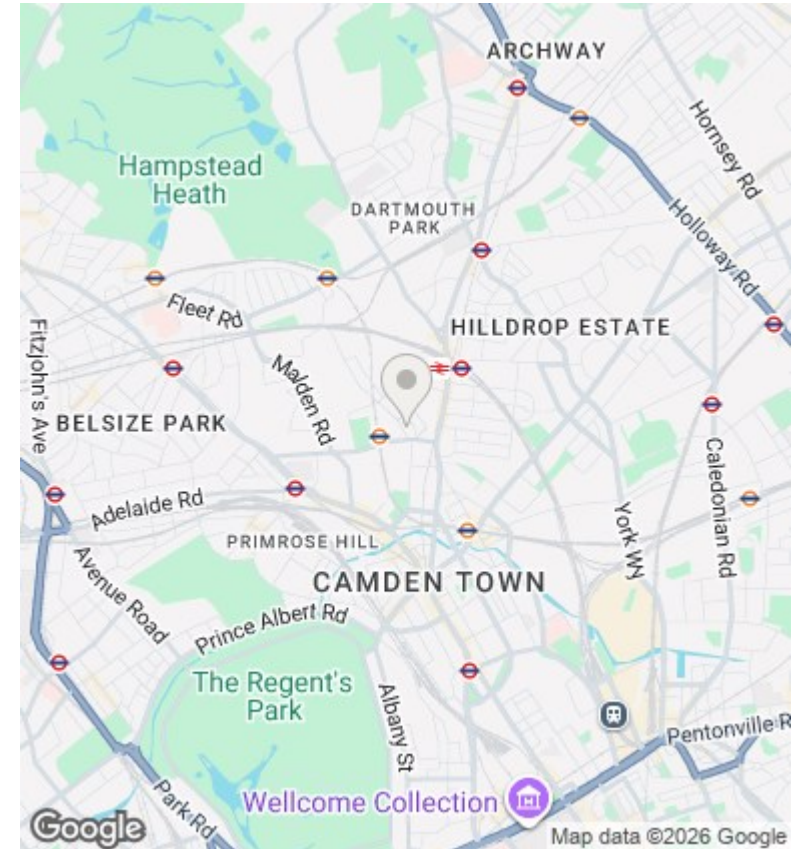 ARCHWAY
Hornsey Rd
Hampstead
Heath
DARTMOUTH
PARK
Holloway Rd
Fleet Rd
HILLDROP ESTATE
Fitzjohn's Ave
Malden Rd
BELSIZE PARK
Caledonian Rd
Adelaide Rd
York WY
PRIMROSE HILL
CAMDEN TOWN
Avenue Road
Prince Albert Rd
The Regent's
Park
Albany St
Pentonville R
Park Rd
Wellcome Collection
Google
Map data ©2026 Google